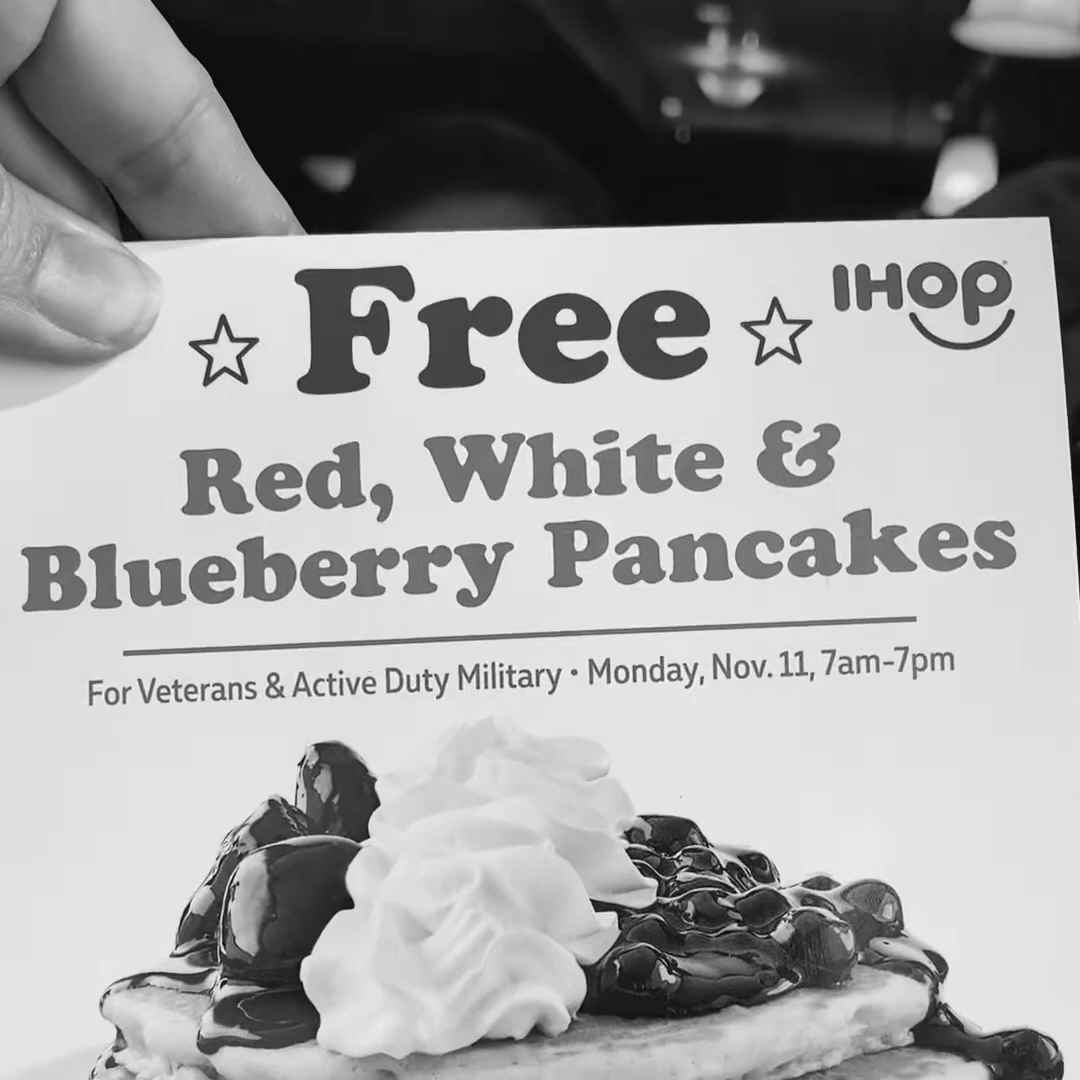 Free
IHOP
Red, White &
Blueberry Pancakes
For Veterans & Active Duty Military • Monday, Nov. 11, 7am-7pm